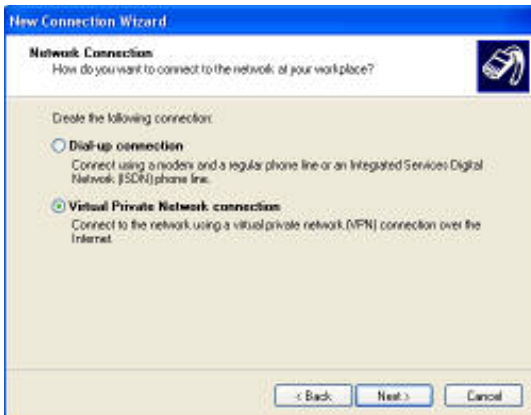 New Connection Wizard
Network Connection
How do you want to connect to the network at your workplace?
Create the following connection:
Dial-up connection
Connect using a modem and a regular phone line or an Integrated Services Digital
Network (ISDN) phone line.
Virtual Private Network connection
Connect to the network using a virtual private network (VPN) connection over the
Internet.
< Back
Next >
Cancel